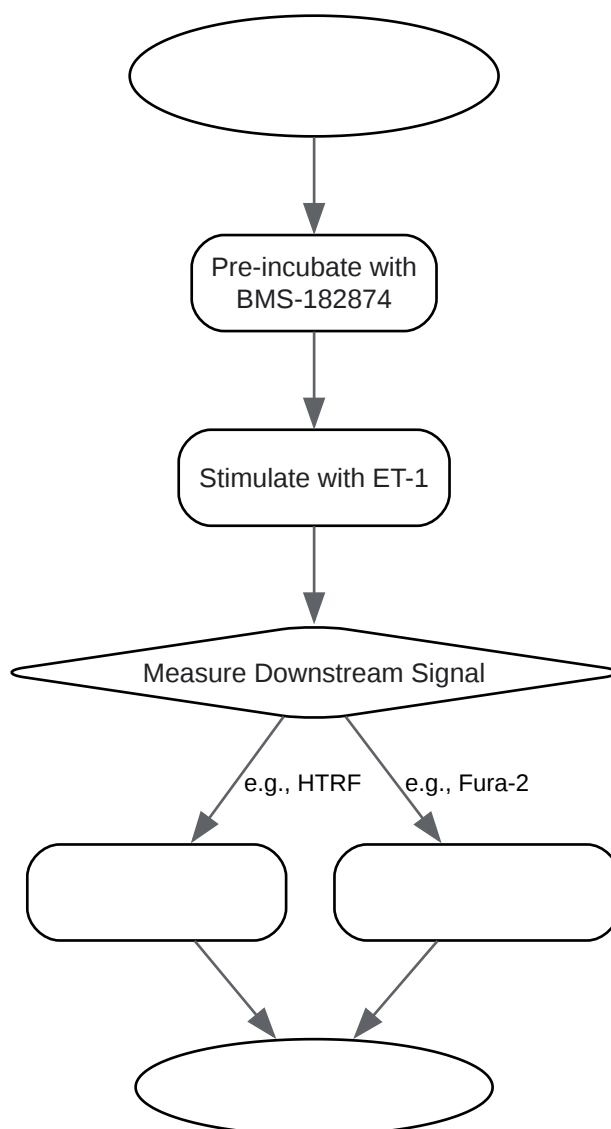 Pre-incubate with
BMS-182874
Stimulate with ET-1
Measure Downstream Signal
e.g., HTRF
e.g., Fura-2